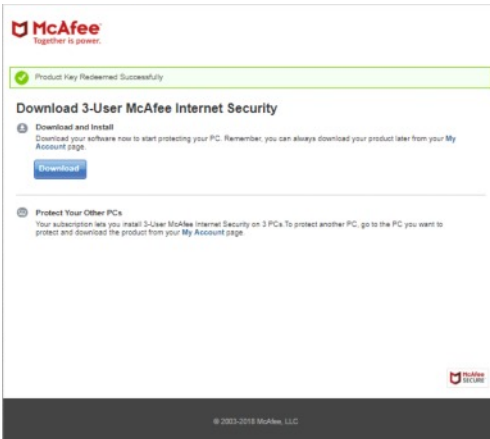 McAfee
Together is power.
Product Key Redeemed Successfully
Download 3-User McAfee Internet Security
Download and Install
Download your software now to start protecting your PC. Remember, you can always download your product later from your My
Account page.
Download
Protect Your Other PCs
Your subscription lets you install 3-User McAfee Internet Security on 3 PCs.To protect another PC, go to the PC you want to
protect and download the product from your My Account page
McAfee
SECURE
© 2003-2018 McAfee, LLC